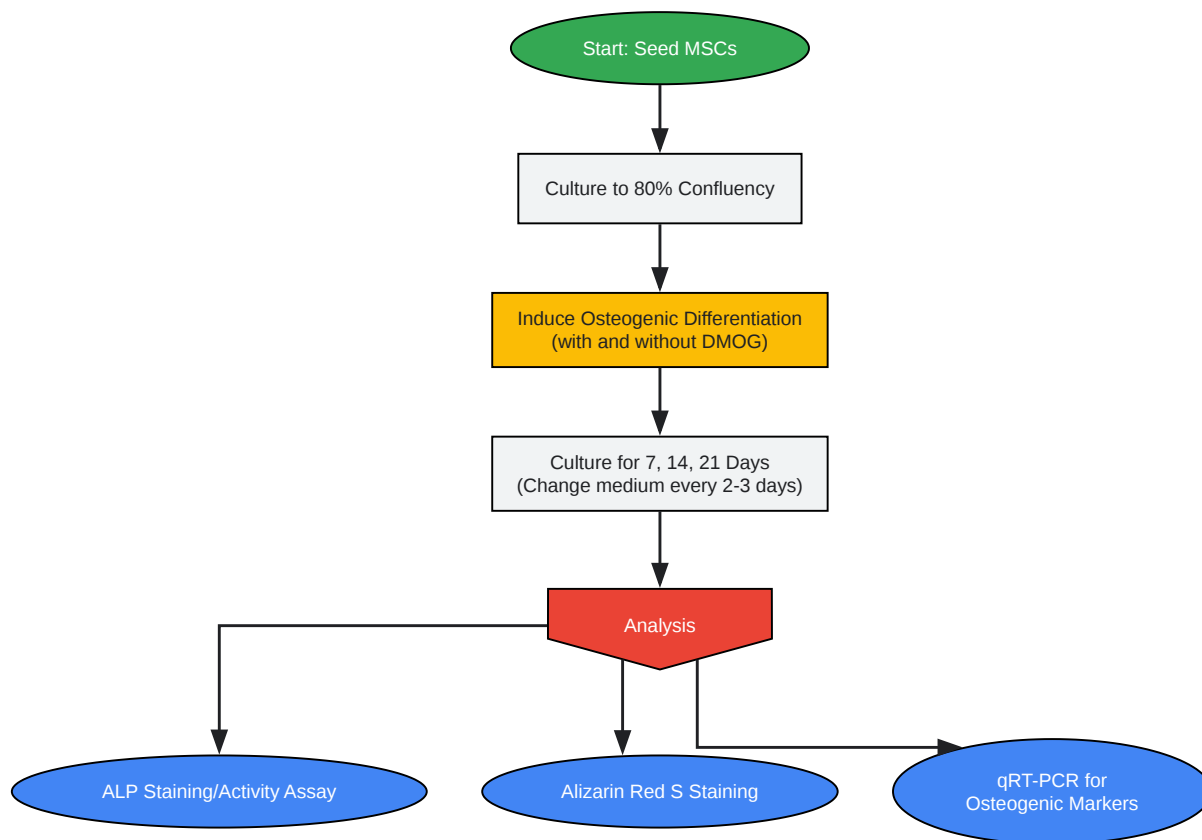 Start: Seed MSCs
Culture to 80% Confluency
Induce Osteogenic Differentiation
(with and without DMOG)
Culture for 7, 14, 21 Days
(Change medium every 2-3 days)
Analysis
ALP Staining/Activity Assay
Alizarin Red S Staining
qRT-PCR for
Osteogenic Markers